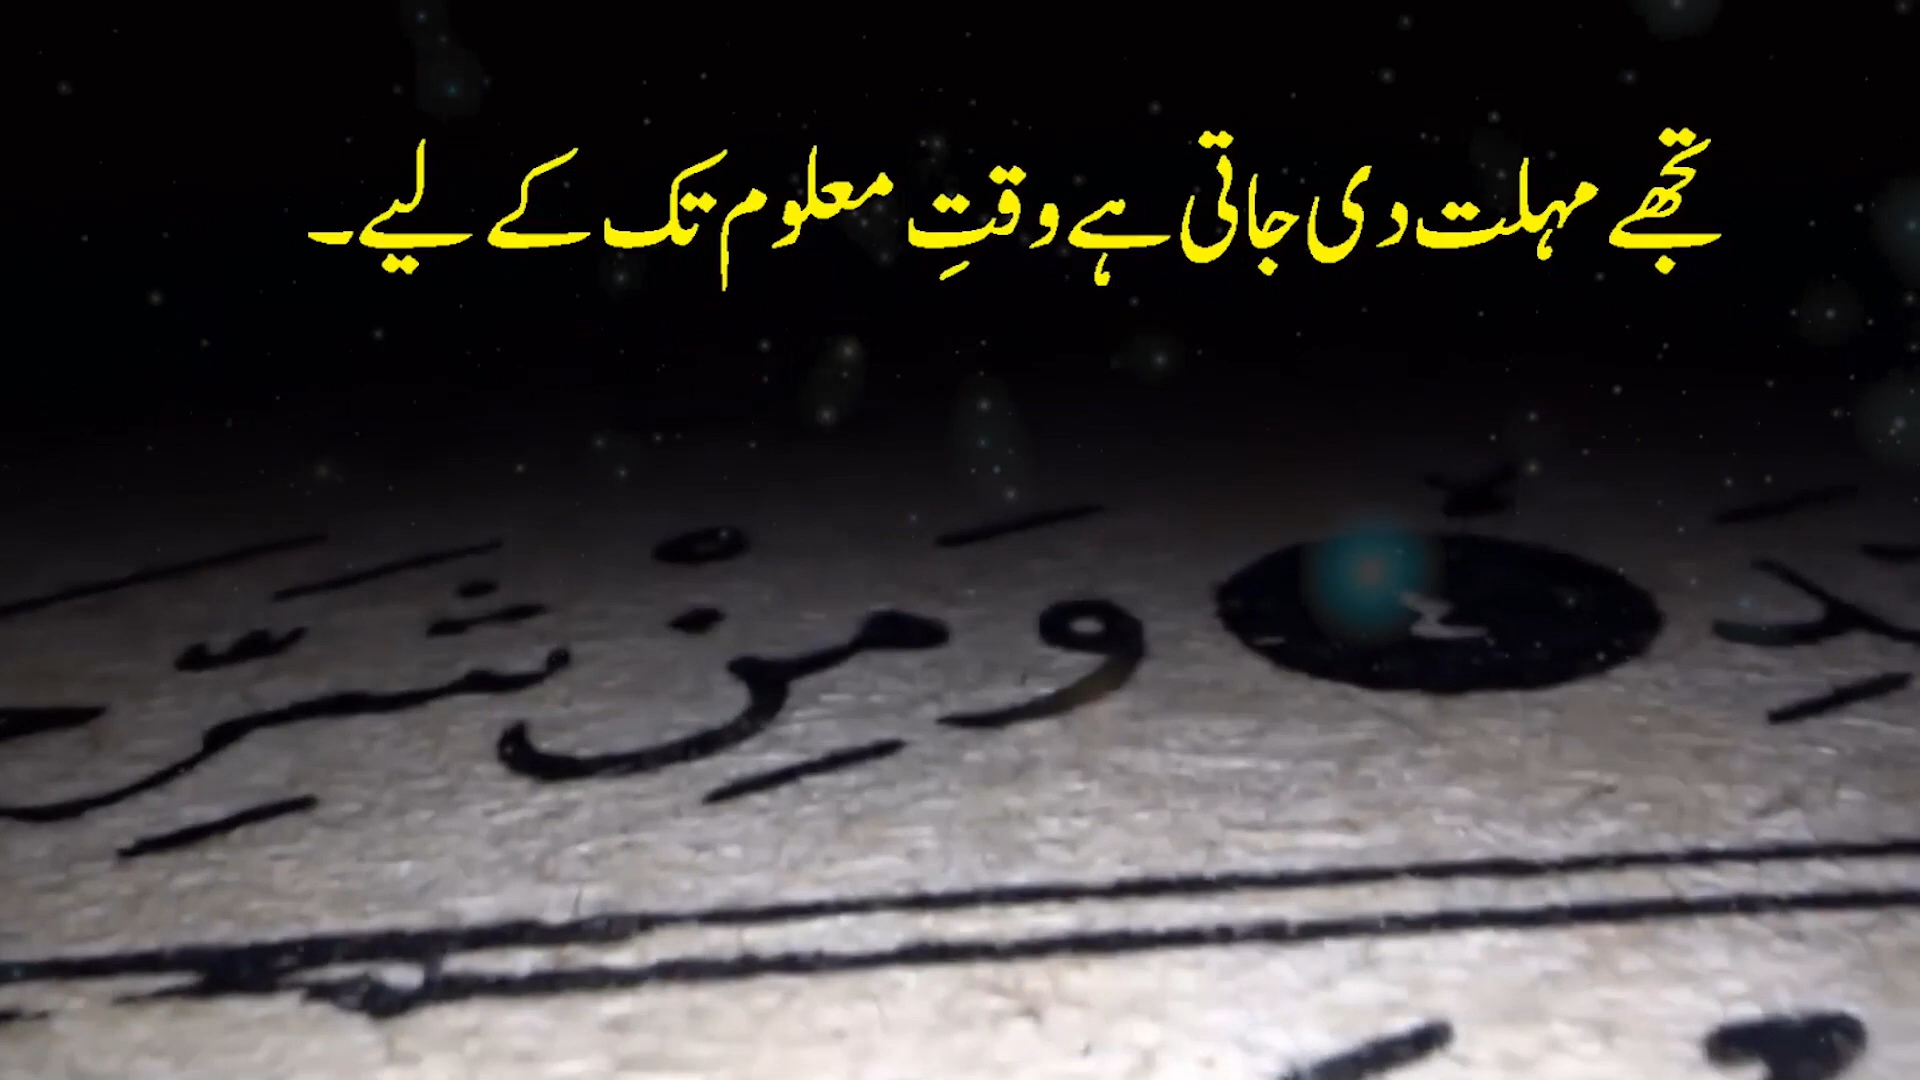 تجھے مہلت دی جاتی ہے وقتِ معلوم تک کے لیے۔
وَمِنْ شَرِّ